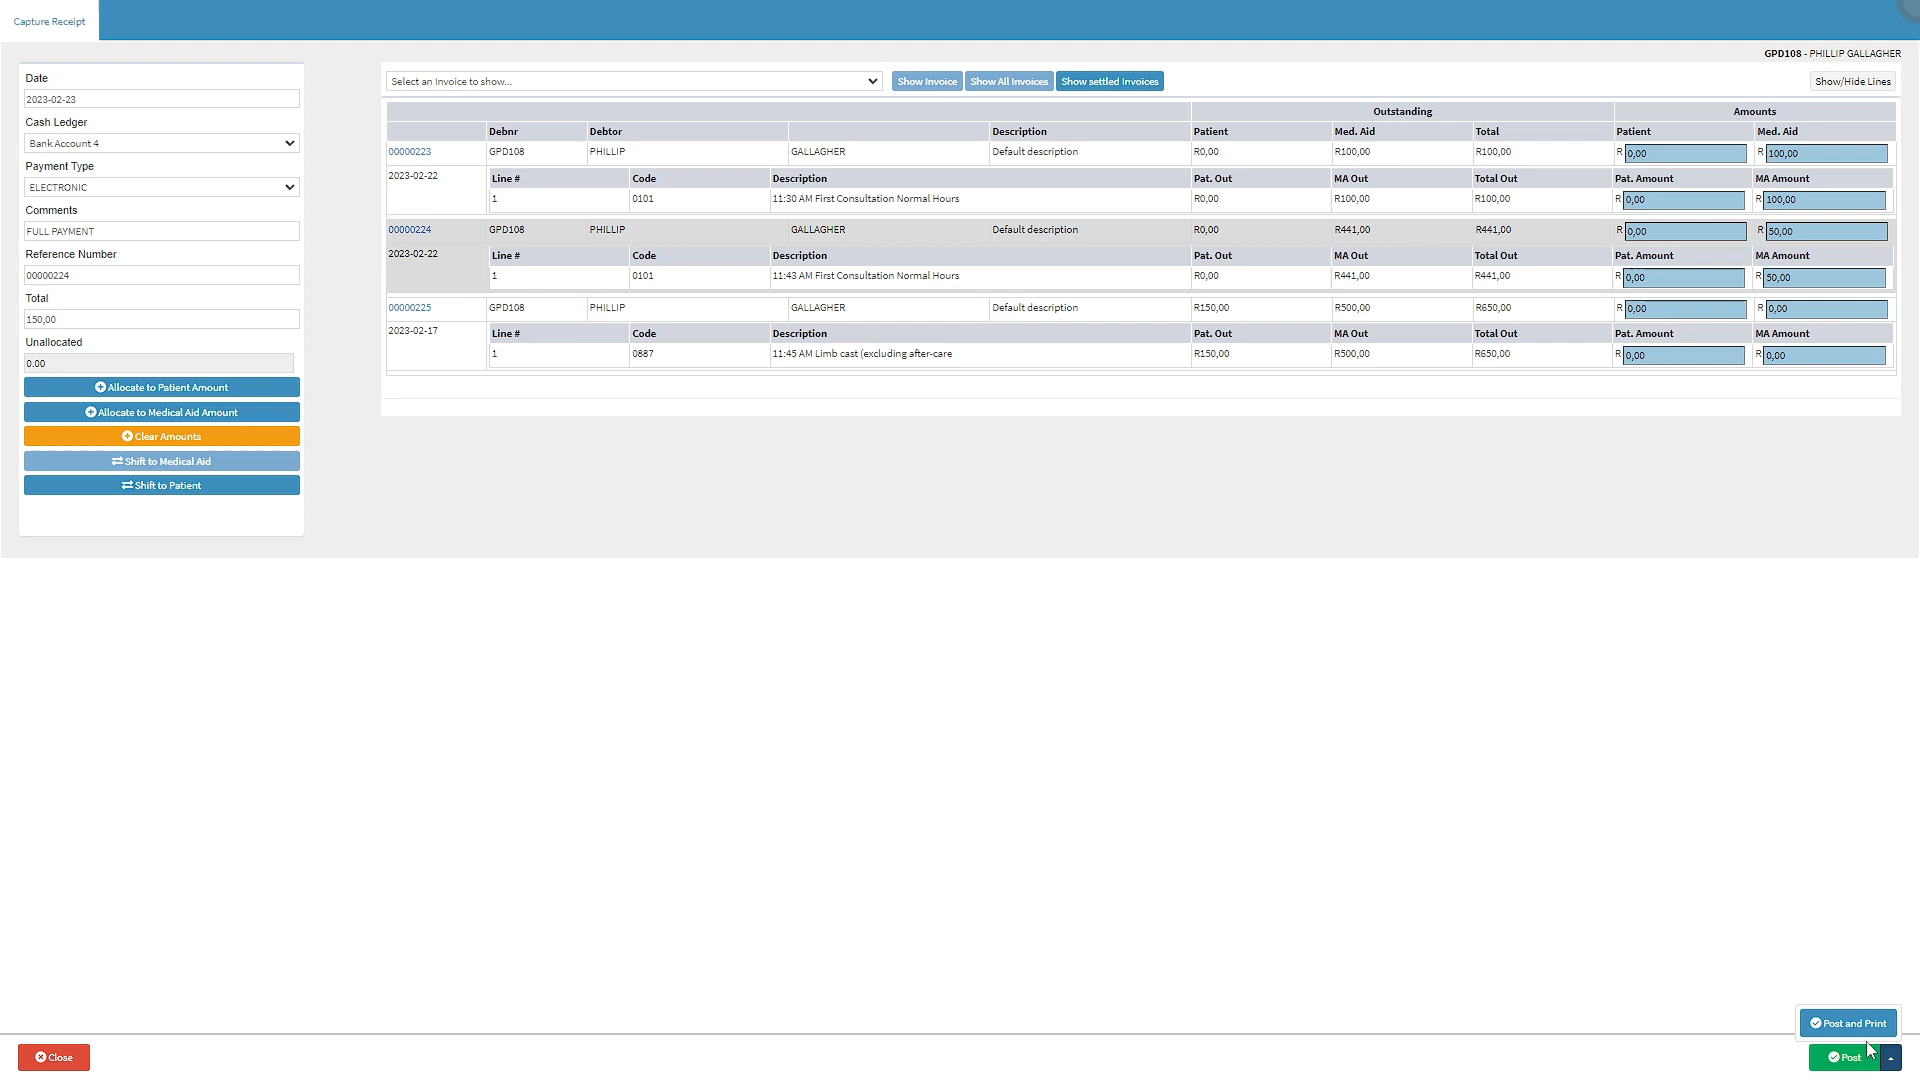 Capture Receipt
GPD108 - PHILLIP GALLAGHER
Date
2023-02-23
Cash Ledger
Bank Account 4
Payment Type
ELECTRONIC
Comments
FULL PAYMENT
Reference Number
00000224
Total
150,00
Unallocated
0.00
Allocate to Patient Amount
Allocate to Medical Aid Amount
Clear Amounts
Shift to Medical Aid
Shift to Patient
Select an Invoice to show... Show Invoice Show All Invoices Show settled Invoices Show/Hide Lines
Outstanding Amounts
Debnr Debtor Description Patient Med. Aid Total Patient Med. Aid
00000223 GPD108 PHILLIP GALLAGHER Default description R0,00 R100,00 R100,00 R 0,00 R 100,00
2023-02-22 Line # Code Description Pat. Out MA Out Total Out Pat. Amount MA Amount
1 0101 11:30 AM First Consultation Normal Hours R0,00 R100,00 R100,00 R 0,00 R 100,00
00000224 GPD108 PHILLIP GALLAGHER Default description R0,00 R441,00 R441,00 R 0,00 R 50,00
2023-02-22 Line # Code Description Pat. Out MA Out Total Out Pat. Amount MA Amount
1 0101 11:43 AM First Consultation Normal Hours R0,00 R441,00 R441,00 R 0,00 R 50,00
00000225 GPD108 PHILLIP GALLAGHER Default description R150,00 R500,00 R650,00 R 0,00 R 0,00
2023-02-17 Line # Code Description Pat. Out MA Out Total Out Pat. Amount MA Amount
1 0887 11:45 AM Limb cast (excluding after-care R150,00 R500,00 R650,00 R 0,00 R 0,00
Post and Print
Close Post